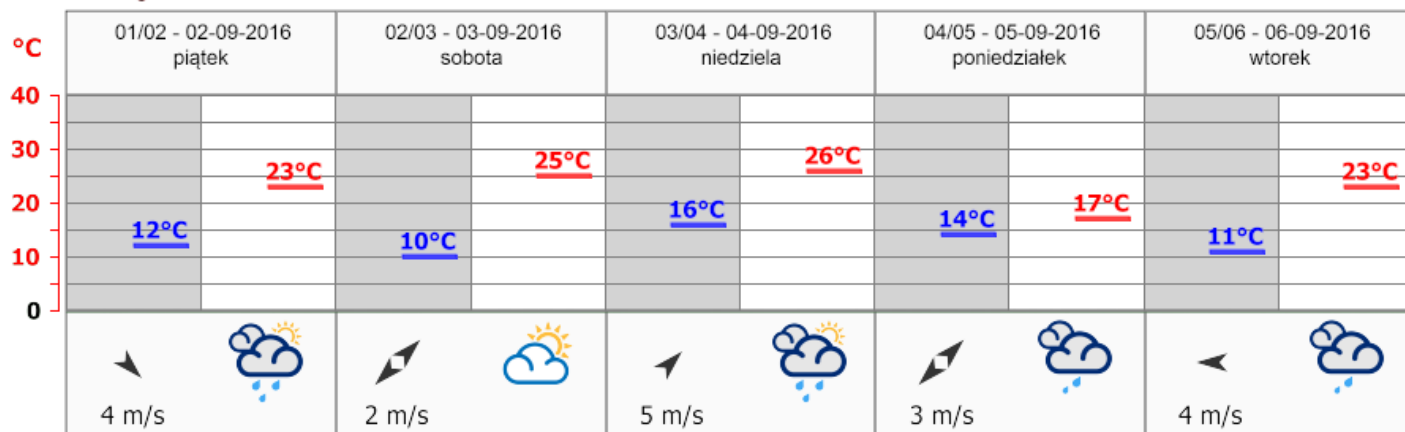 01/02 - 02-09-2016
piątek
02/03 - 03-09-2016
sobota
03/04 - 04-09-2016
niedziela
04/05 - 05-09-2016
poniedziałek
05/06 - 06-09-2016
wtorek
°C
40
30
20
10
0
12°C
23°C
10°C
25°C
16°C
26°C
14°C
17°C
11°C
23°C
4 m/s
2 m/s
5 m/s
3 m/s
4 m/s